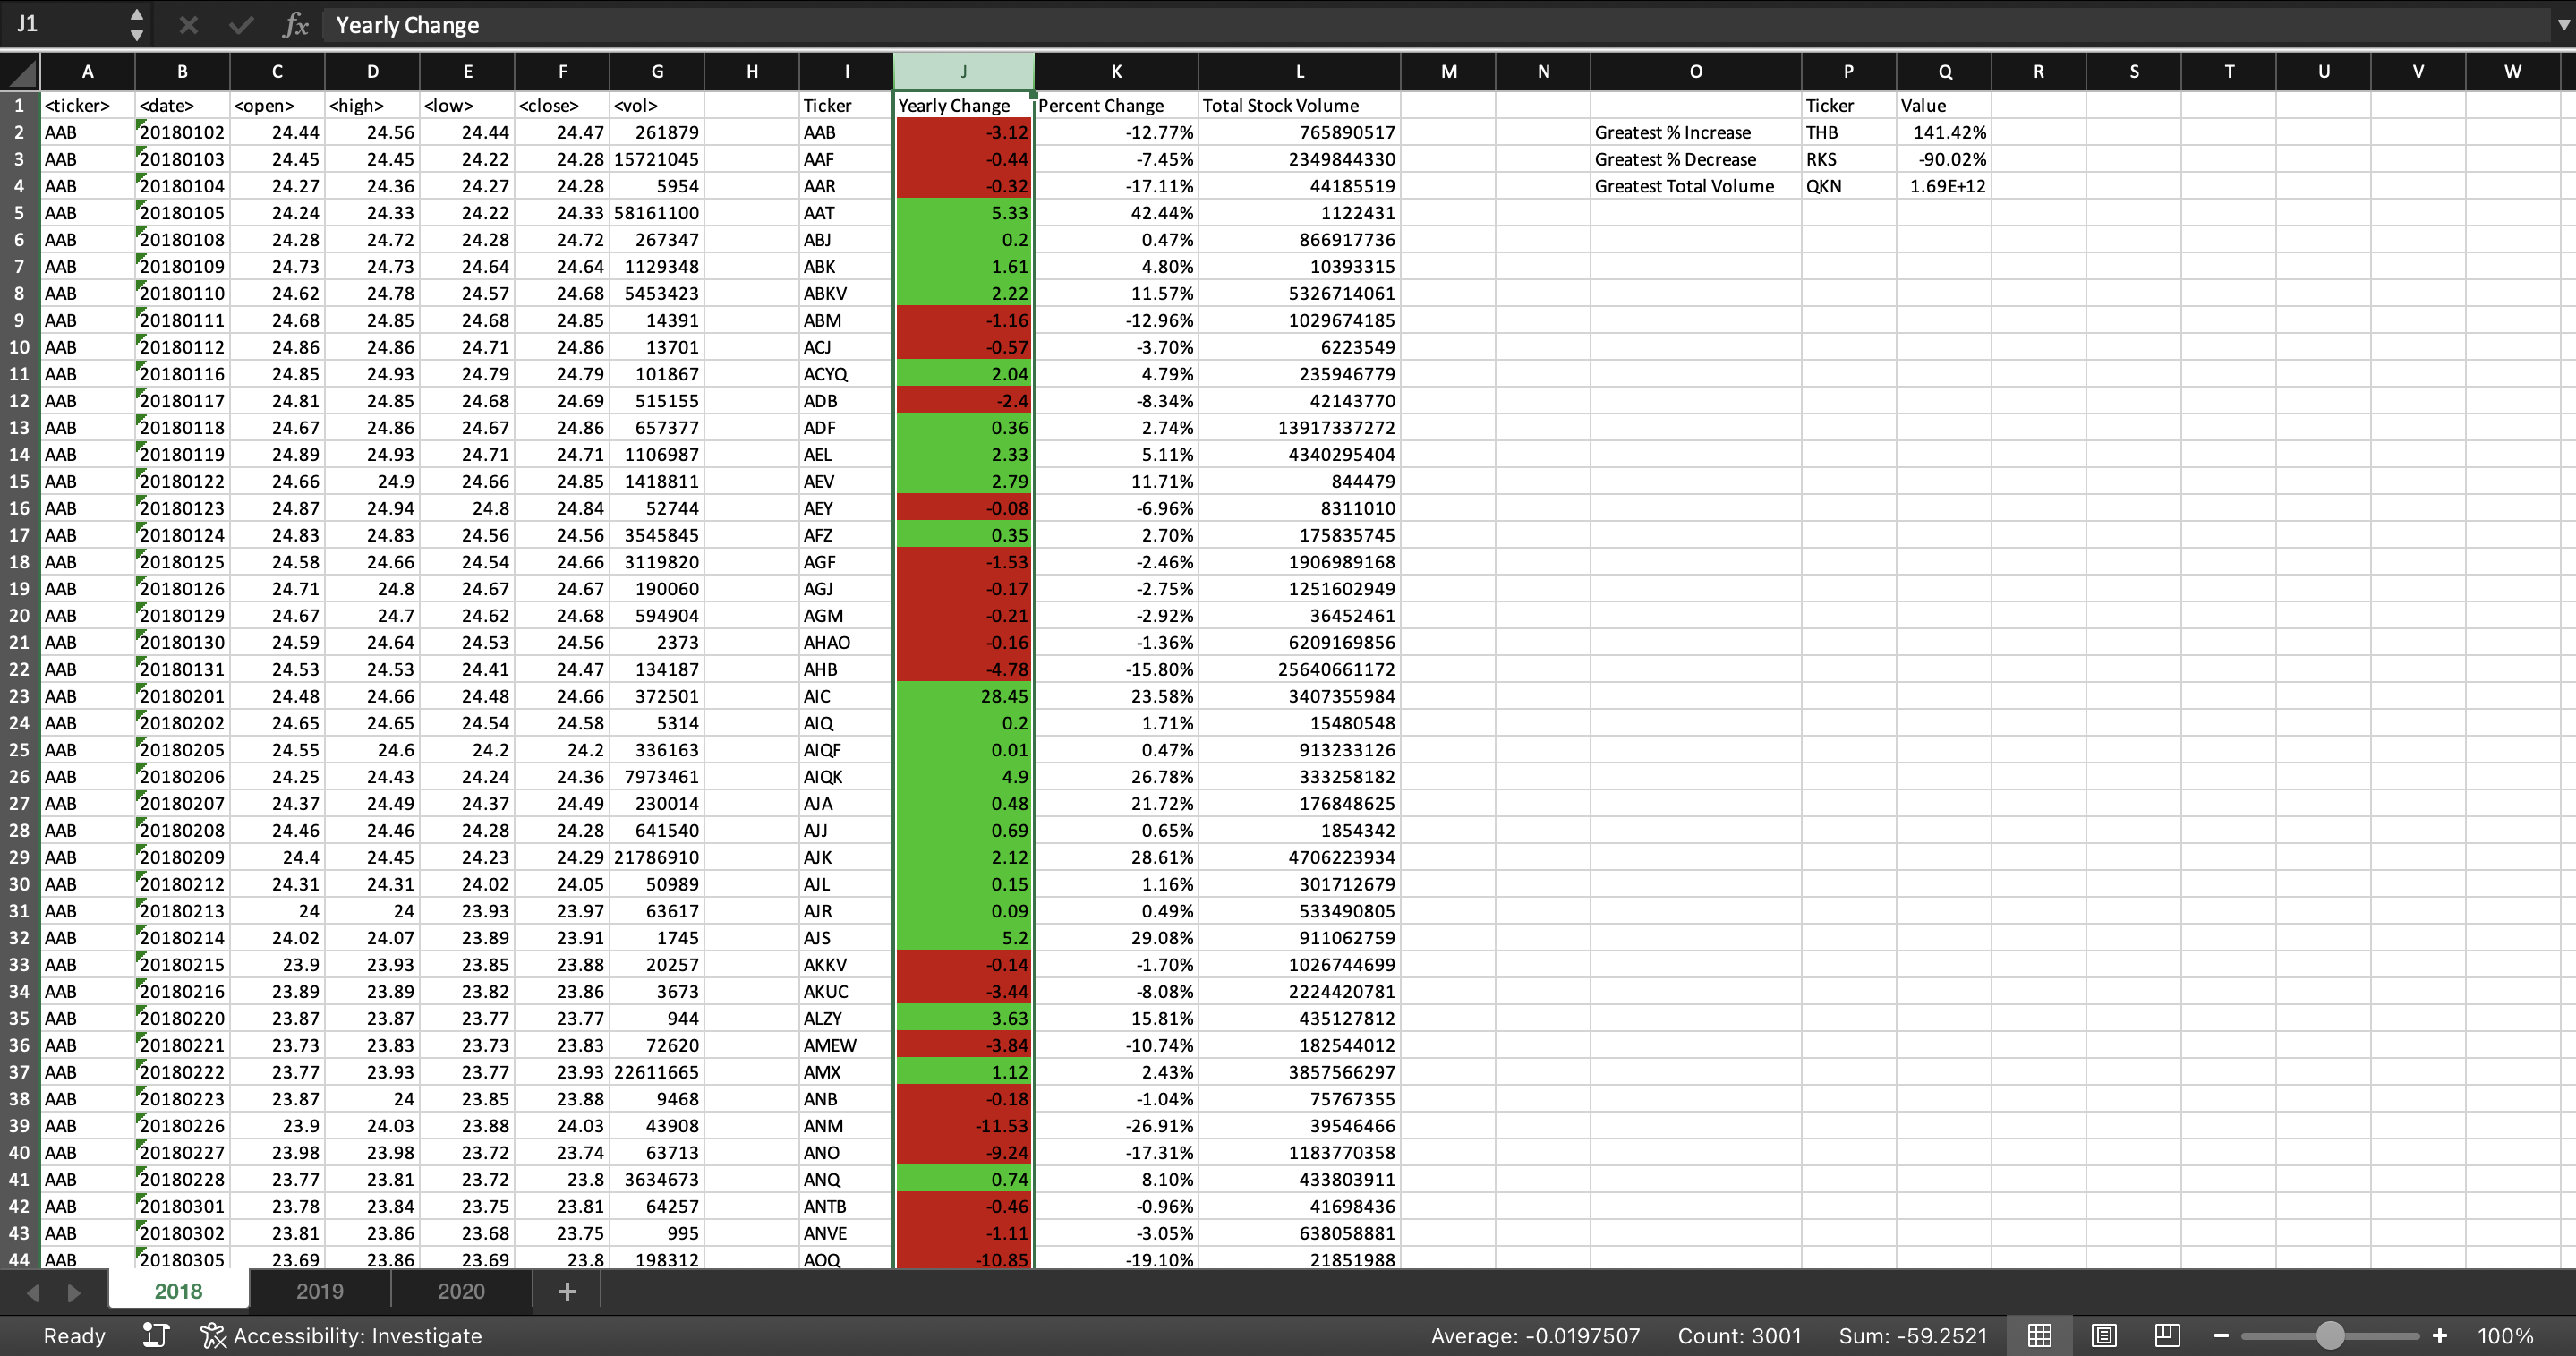 J1 fx Yearly Change
A B C D E F G H I J K L M N O P Q R S T U V W
1 <ticker> <date> <open> <high> <low> <close> <vol> Ticker Yearly Change Percent Change Total Stock Volume Ticker Value
2 AAB 20180102 24.44 24.56 24.44 24.47 261879 AAB -3.12 -12.77% 765890517 Greatest % Increase THB 141.42%
3 AAB 20180103 24.45 24.45 24.22 24.28 15721045 AAF -0.44 -7.45% 2349844330 Greatest % Decrease RKS -90.02%
4 AAB 20180104 24.27 24.36 24.27 24.28 5954 AAR -0.32 -17.11% 44185519 Greatest Total Volume QKN 1.69E+12
5 AAB 20180105 24.24 24.33 24.22 24.33 58161100 AAT 5.33 42.44% 1122431
6 AAB 20180108 24.28 24.72 24.28 24.72 267347 ABJ 0.2 0.47% 866917736
7 AAB 20180109 24.73 24.73 24.64 24.64 1129348 ABK 1.61 4.80% 10393315
8 AAB 20180110 24.62 24.78 24.57 24.68 5453423 ABKV 2.22 11.57% 5326714061
9 AAB 20180111 24.68 24.85 24.68 24.85 14391 ABM -1.16 -12.96% 1029674185
10 AAB 20180112 24.86 24.86 24.71 24.86 13701 ACJ -0.57 -3.70% 6223549
11 AAB 20180116 24.85 24.93 24.79 24.79 101867 ACYQ 2.04 4.79% 235946779
12 AAB 20180117 24.81 24.85 24.68 24.69 515155 ADB -2.4 -8.34% 42143770
13 AAB 20180118 24.67 24.86 24.67 24.86 657377 ADF 0.36 2.74% 13917337272
14 AAB 20180119 24.89 24.93 24.71 24.71 1106987 AEL 2.33 5.11% 4340295404
15 AAB 20180122 24.66 24.9 24.66 24.85 1418811 AEV 2.79 11.71% 844479
16 AAB 20180123 24.87 24.94 24.8 24.84 52744 AEY -0.08 -6.96% 8311010
17 AAB 20180124 24.83 24.83 24.56 24.56 3545845 AFZ 0.35 2.70% 175835745
18 AAB 20180125 24.58 24.66 24.54 24.66 3119820 AGF -1.53 -2.46% 1906989168
19 AAB 20180126 24.71 24.8 24.67 24.67 190060 AGJ -0.17 -2.75% 1251602949
20 AAB 20180129 24.67 24.7 24.62 24.68 594904 AGM -0.21 -2.92% 36452461
21 AAB 20180130 24.59 24.64 24.53 24.56 2373 AHAO -0.16 -1.36% 6209169856
22 AAB 20180131 24.53 24.53 24.41 24.47 134187 AHB -4.78 -15.80% 25640661172
23 AAB 20180201 24.48 24.66 24.48 24.66 372501 AIC 28.45 23.58% 3407355984
24 AAB 20180202 24.65 24.65 24.54 24.58 5314 AIQ 0.2 1.71% 15480548
25 AAB 20180205 24.55 24.6 24.2 24.2 336163 AIQF 0.01 0.47% 913233126
26 AAB 20180206 24.25 24.43 24.24 24.36 7973461 AIQK 4.9 26.78% 333258182
27 AAB 20180207 24.37 24.49 24.37 24.49 230014 AJA 0.48 21.72% 176848625
28 AAB 20180208 24.46 24.46 24.28 24.28 641540 AJJ 0.69 0.65% 1854342
29 AAB 20180209 24.4 24.45 24.23 24.29 21786910 AJK 2.12 28.61% 4706223934
30 AAB 20180212 24.31 24.31 24.02 24.05 50989 AJL 0.15 1.16% 301712679
31 AAB 20180213 24 24 23.93 23.97 63617 AJR 0.09 0.49% 533490805
32 AAB 20180214 24.02 24.07 23.89 23.91 1745 AJS 5.2 29.08% 911062759
33 AAB 20180215 23.9 23.93 23.85 23.88 20257 AKKV -0.14 -1.70% 1026744699
34 AAB 20180216 23.89 23.89 23.82 23.86 3673 AKUC -3.44 -8.08% 2224420781
35 AAB 20180220 23.87 23.87 23.77 23.77 944 ALZY 3.63 15.81% 435127812
36 AAB 20180221 23.73 23.83 23.73 23.83 72620 AMEW -3.84 -10.74% 182544012
37 AAB 20180222 23.77 23.93 23.77 23.93 22611665 AMX 1.12 2.43% 3857566297
38 AAB 20180223 23.87 24 23.85 23.88 9468 ANB -0.18 -1.04% 75767355
39 AAB 20180226 23.9 24.03 23.88 24.03 43908 ANM -11.53 -26.91% 39546466
40 AAB 20180227 23.98 23.98 23.72 23.74 63713 ANO -9.24 -17.31% 1183770358
41 AAB 20180228 23.77 23.81 23.72 23.8 3634673 ANQ 0.74 8.10% 433803911
42 AAB 20180301 23.78 23.84 23.75 23.81 64257 ANTB -0.46 -0.96% 41698436
43 AAB 20180302 23.81 23.86 23.68 23.75 995 ANVE -1.11 -3.05% 638058881
44 AAB 20180305 23.69 23.86 23.69 23.8 198312 AOQ -10.85 -19.10% 21851988
2018 2019 2020 +
Ready Accessibility: Investigate Average: -0.0197507 Count: 3001 Sum: -59.2521 100%